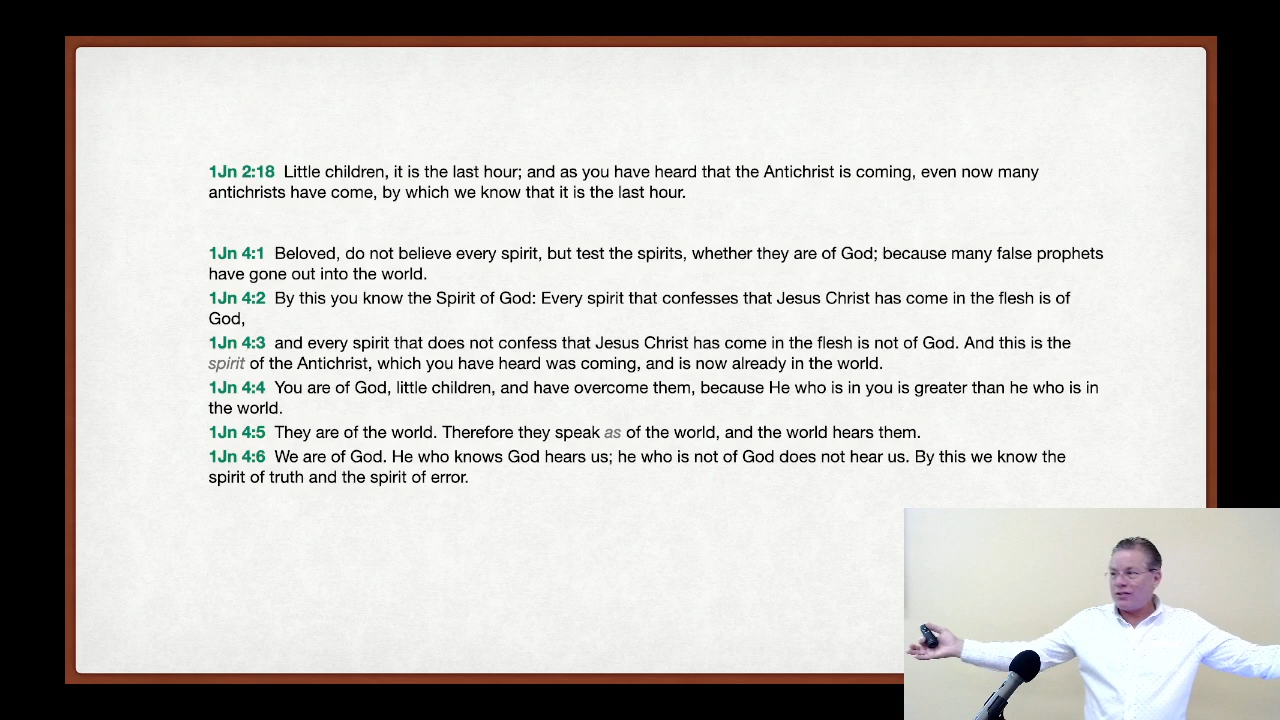 1Jn 2:18 Little children, it is the last hour; and as you have heard that the Antichrist is coming, even now many
antichrists have come, by which we know that it is the last hour.
1Jn 4:1 Beloved, do not believe every spirit, but test the spirits, whether they are of God; because many false prophets
have gone out into the world.
1Jn 4:2 By this you know the Spirit of God: Every spirit that confesses that Jesus Christ has come in the flesh is of
God,
1Jn 4:3 and every spirit that does not confess that Jesus Christ has come in the flesh is not of God. And this is the
spirit of the Antichrist, which you have heard was coming, and is now already in the world.
1Jn 4:4 You are of God, little children, and have overcome them, because He who is in you is greater than he who is in
the world.
1Jn 4:5 They are of the world. Therefore they speak as of the world, and the world hears them.
1Jn 4:6 We are of God. He who knows God hears us; he who is not of God does not hear us. By this we know the
spirit of truth and the spirit of error.